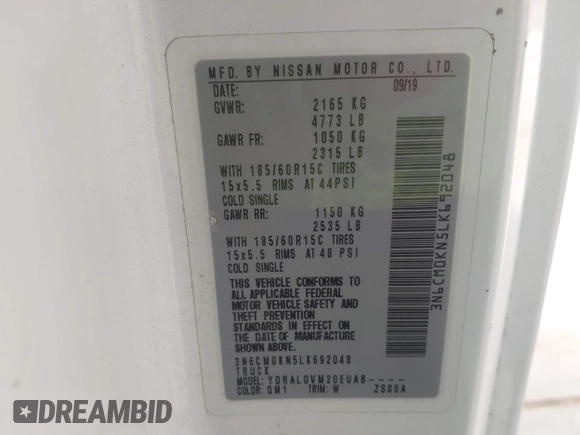 MFD. BY NISSAN MOTOR CO., LTD.
DATE: 09/19
GVWR: 2165 KG
4773 LB
GAWR FR: 1050 KG
2315 LB
WITH 185/60R15C TIRES
15x5.5 RIMS AT 44PSI
COLD SINGLE
GAWR RR: 1150 KG
2535 LB
WITH 185/60R15C TIRES
15x5.5 RIMS AT 48 PSI
COLD SINGLE
THIS VEHICLE CONFORMS TO
ALL APPLICABLE FEDERAL
MOTOR VEHICLE SAFETY AND
THEFT PREVENTION
STANDARDS IN EFFECT ON
THE DATE OF MANUFACTURE
SHOWN ABOVE
3N6CM0KN5LK692048
TRUCK
MODEL: YDRALDVM20EUAB----
COLOR: QM1 TRIM: W ZS00A
3N6CM0KN5LK692048
IDREAMBID
AUTO.DREAMBID